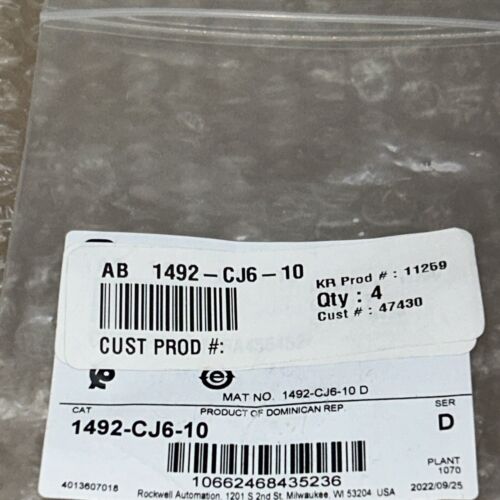 AB 1492-CJ6-10
KR Prod # : 11259
Qty : 4
Cust # : 47430
CUST PROD #:
MAT NO. 1492-CJ6-10 D
PRODUCT OF DOMINICAN REP
CAT
SER
1492-CJ6-10
D
PLANT
1070
10662468435236
4013607018
Rockwell Automation, 1201 S 2nd St. Milwaukee, WI 53204 USA
2022/09/25